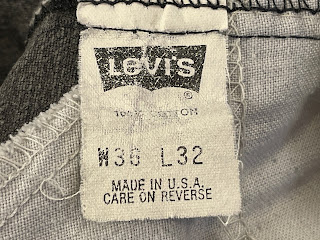 LEVI'S
®
100% COTTON
W36 L32
MADE IN U.S.A.
CARE ON REVERSE